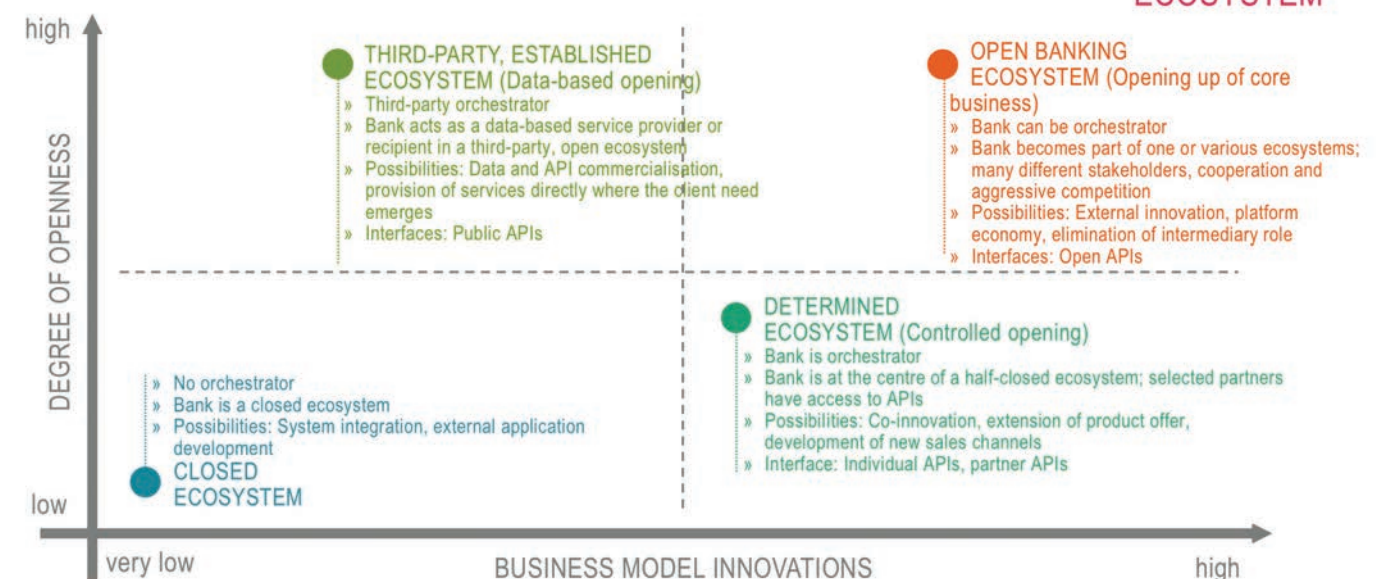 ECOSYSTEM
high
THIRD-PARTY, ESTABLISHED
ECOSYSTEM (Data-based opening)
» Third-party orchestrator
» Bank acts as a data-based service provider or
recipient in a third-party, open ecosystem
» Possibilities: Data and API commercialisation,
provision of services directly where the client need
emerges
» Interfaces: Public APIs
OPEN BANKING
ECOSYSTEM (Opening up of core
business)
» Bank can be orchestrator
» Bank becomes part of one or various ecosystems;
many different stakeholders, cooperation and
aggressive competition
» Possibilities: External innovation, platform
economy, elimination of intermediary role
» Interfaces: Open APIs
DEGREE OF OPENNESS
» No orchestrator
» Bank is a closed ecosystem
» Possibilities: System integration, external application
development
CLOSED
ECOSYSTEM
DETERMINED
ECOSYSTEM (Controlled opening)
» Bank is orchestrator
» Bank is at the centre of a half-closed ecosystem; selected partners
have access to APIs
» Possibilities: Co-innovation, extension of product offer,
development of new sales channels
» Interface: Individual APIs, partner APIs
low
very low
BUSINESS MODEL INNOVATIONS
high